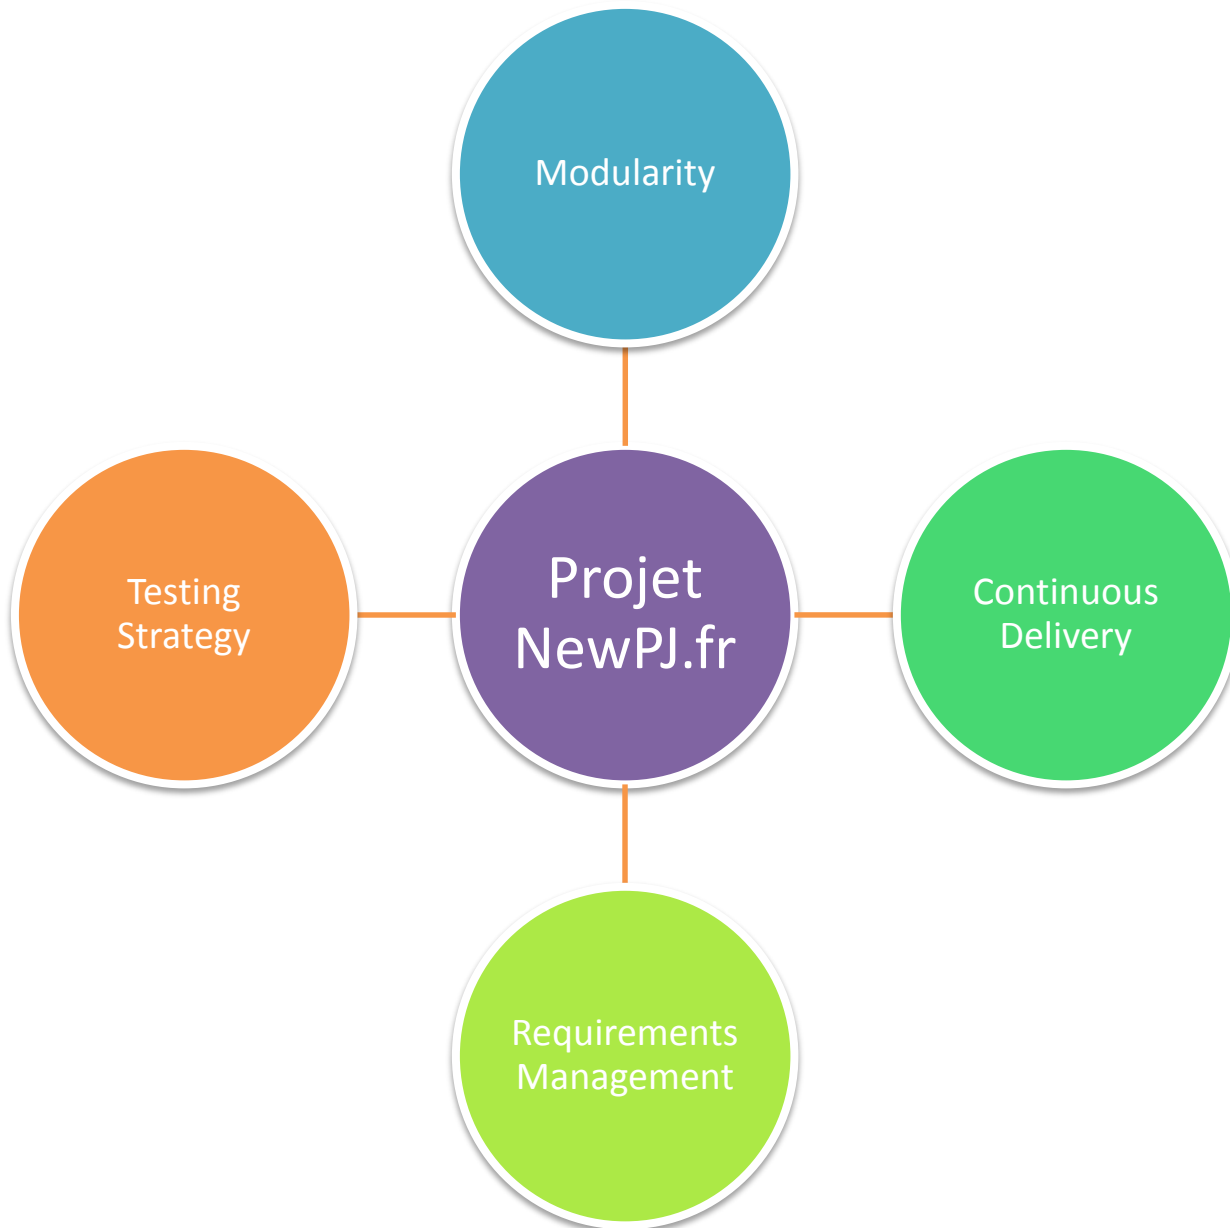 Modularity
Testing
Strategy
Projet
NewPJ.fr
Continuous
Delivery
Requirements
Management